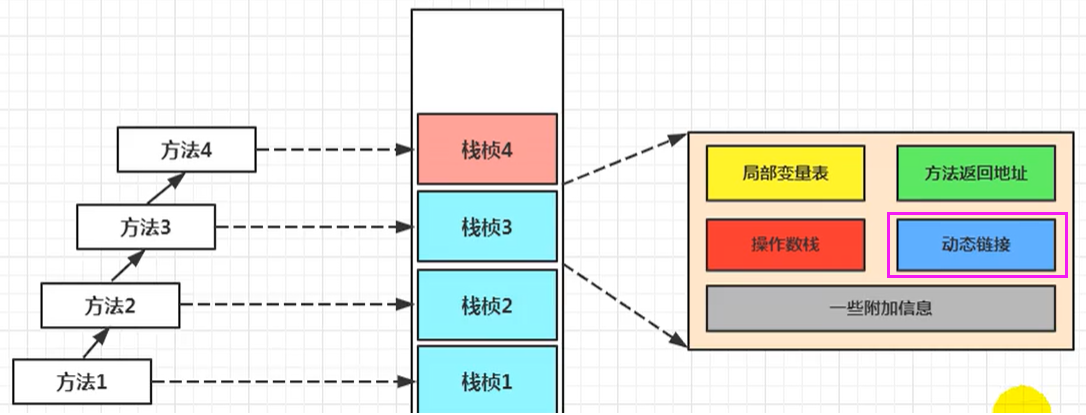 方法4
栈桢4
局部变量表
方法返回地址
方法3
栈桢3
操作数栈
动态链接
方法2
栈桢2
一些附加信息
方法1
栈桢1